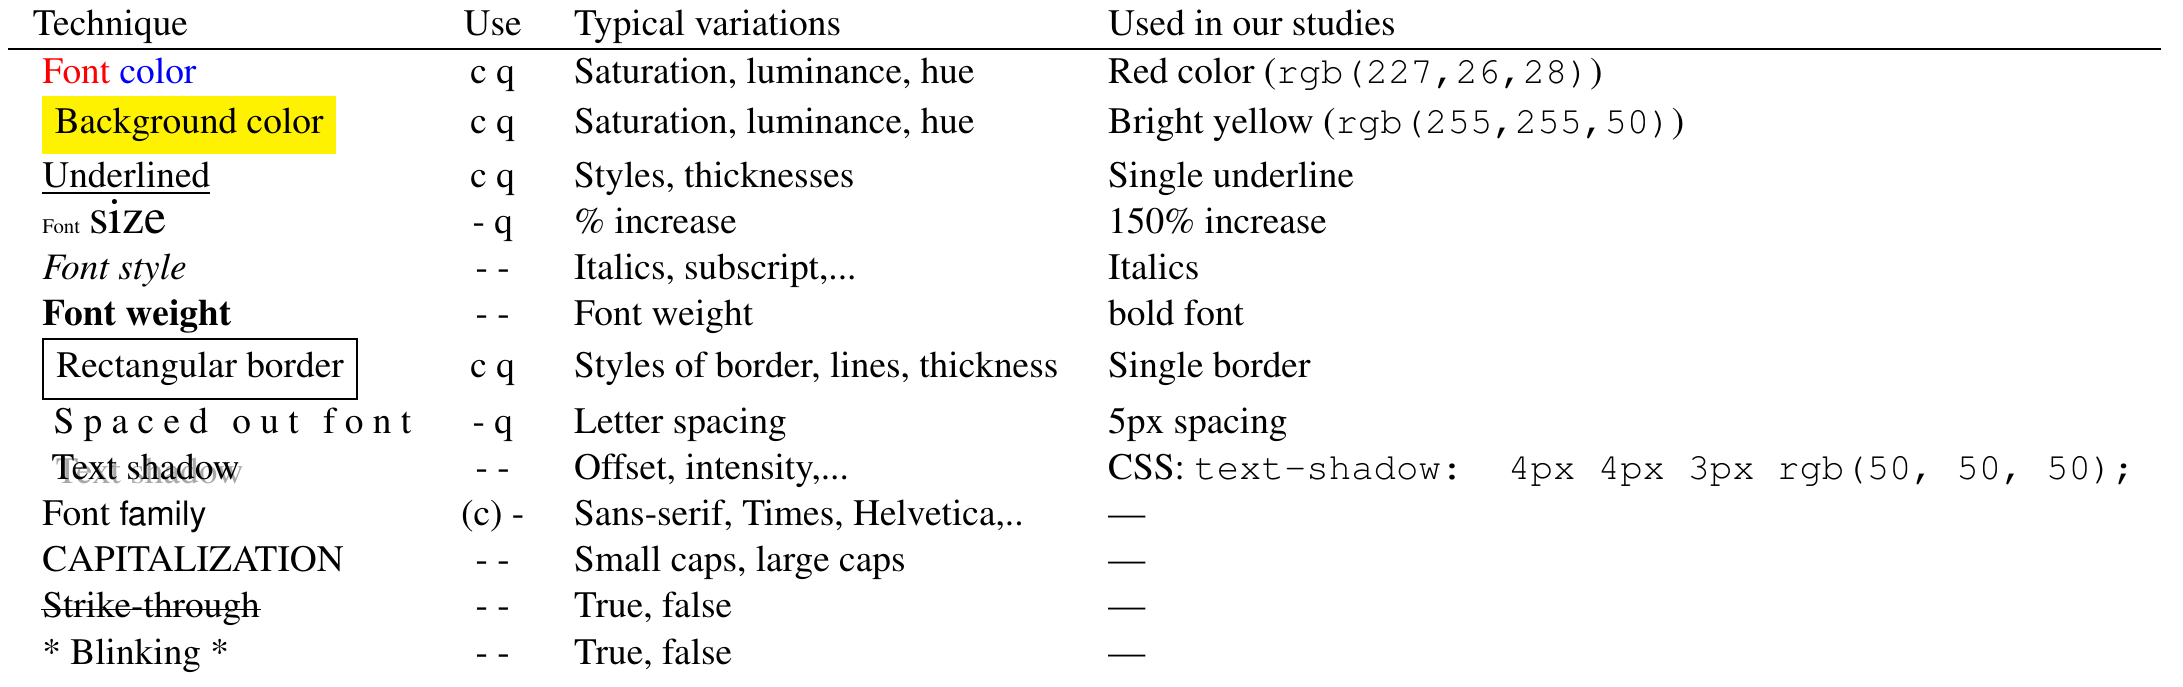 Technique Use Typical variations Used in our studies
Font color c q Saturation, luminance, hue Red color (rgb(227,26,28))
Background color c q Saturation, luminance, hue Bright yellow (rgb(255,255,50))
Underlined c q Styles, thicknesses Single underline
Font size - q % increase 150% increase
Font style - - Italics, subscript,... Italics
Font weight - - Font weight bold font
Rectangular border c q Styles of border, lines, thickness Single border
Spaced out font - q Letter spacing 5px spacing
Text shadow - - Offset, intensity,... CSS: text-shadow: 4px 4px 3px rgb(50, 50, 50);
Font family (c) - Sans-serif, Times, Helvetica,.. —
CAPITALIZATION - - Small caps, large caps —
Strike-through - - True, false —
* Blinking * - - True, false —